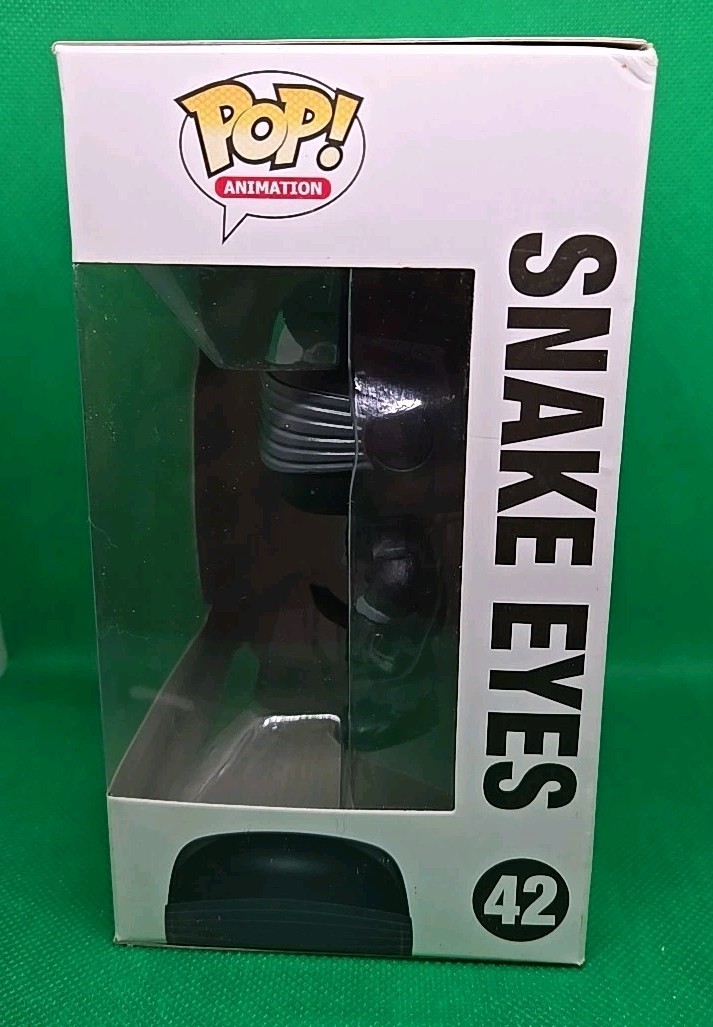 POP!
ANIMATION
SNAKE EYES
42